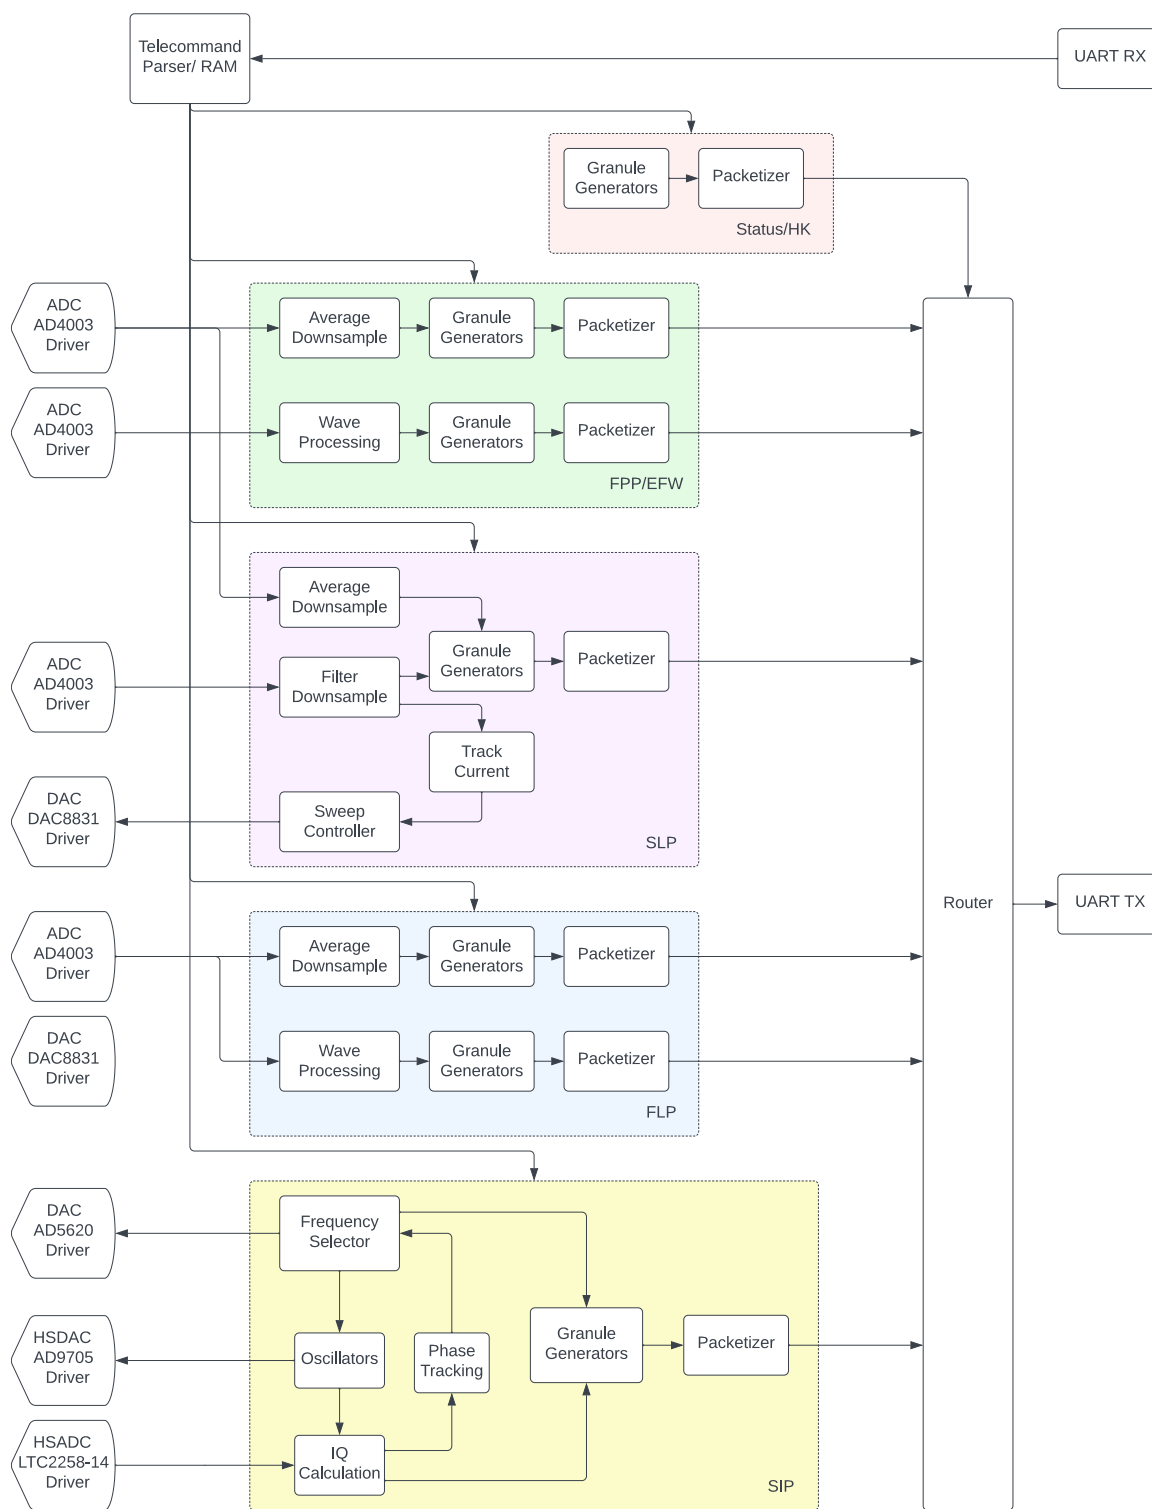 Telecommand
Parser/ RAM
UART RX
Granule
Generators
Packetizer
Status/HK
ADC
AD4003
Driver
Average
Downsample
Granule
Generators
Packetizer
ADC
AD4003
Driver
Wave
Processing
Granule
Generators
Packetizer
FPP/EFW
Average
Downsample
ADC
AD4003
Driver
Filter
Downsample
Granule
Generators
Packetizer
Track
Current
DAC
DAC8831
Driver
Sweep
Controller
SLP
Router
UART TX
ADC
AD4003
Driver
Average
Downsample
Granule
Generators
Packetizer
DAC
DAC8831
Driver
Wave
Processing
Granule
Generators
Packetizer
FLP
DAC
AD5620
Driver
Frequency
Selector
HSDAC
AD9705
Driver
Oscillators
Phase
Tracking
Granule
Generators
Packetizer
HSADC
LTC2258-14
Driver
IQ
Calculation
SIP